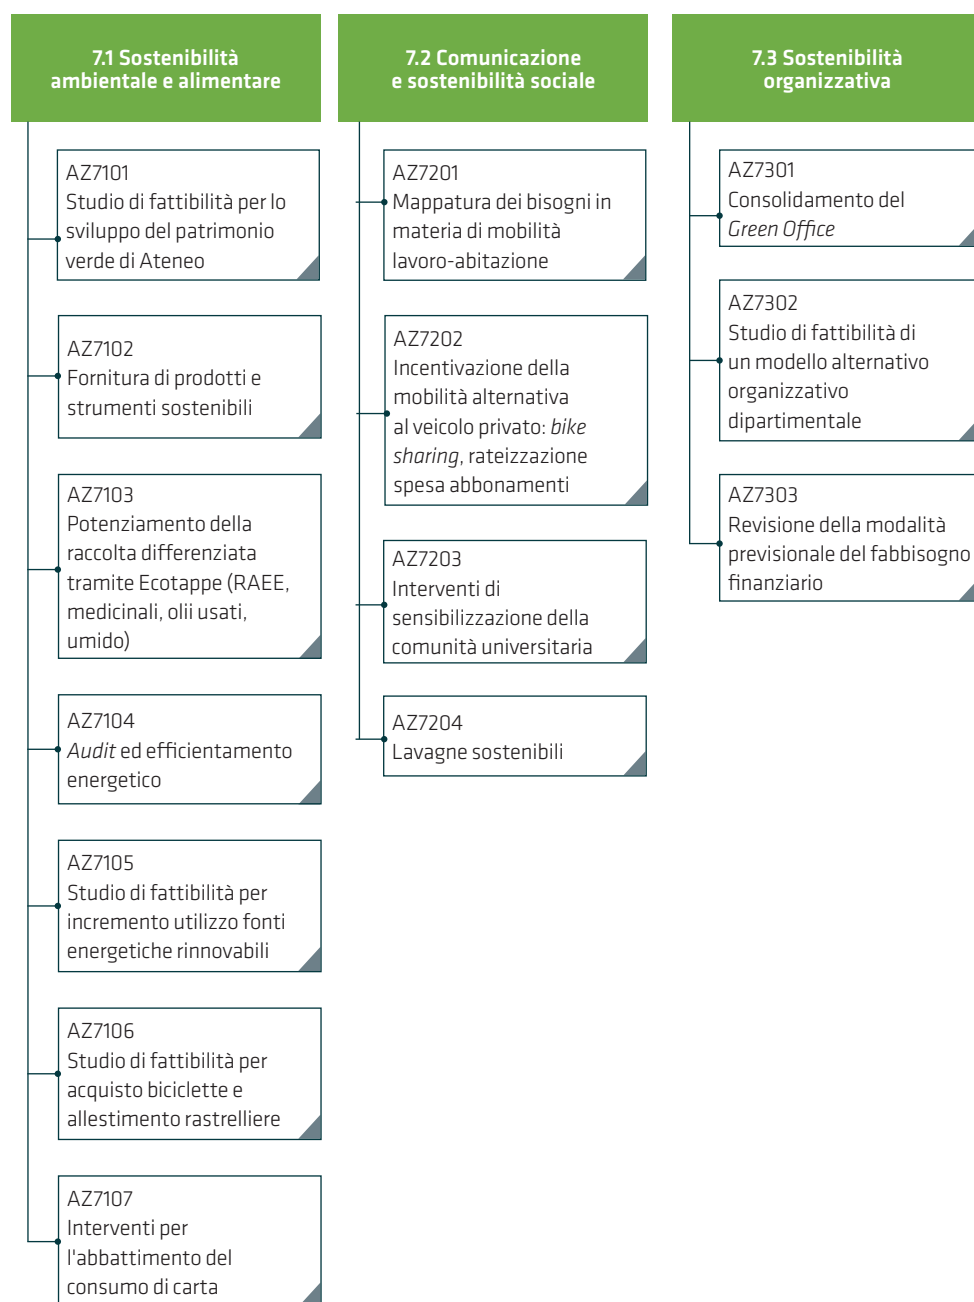 7.1 Sostenibilità
ambientale e alimentare
AZ7101
Studio di fattibilità per lo
sviluppo del patrimonio
verde di Ateneo
AZ7102
Fornitura di prodotti e
strumenti sostenibili
AZ7103
Potenziamento della
raccolta differenziata
tramite Ecotappe (RAEE,
medicinali, olii usati,
umido)
AZ7104
Audit ed efficientamento
energetico
AZ7105
Studio di fattibilità per
incremento utilizzo fonti
energetiche rinnovabili
AZ7106
Studio di fattibilità per
acquisto biciclette e
allestimento rastrelliere
AZ7107
Interventi per
l'abbattimento del
consumo di carta
7.2 Comunicazione
e sostenibilità sociale
AZ7201
Mappatura dei bisogni in
materia di mobilità
lavoro-abitazione
AZ7202
Incentivazione della
mobilità alternativa
al veicolo privato: bike
sharing, rateizzazione
spesa abbonamenti
AZ7203
Interventi di
sensibilizzazione della
comunità universitaria
AZ7204
Lavagne sostenibili
7.3 Sostenibilità
organizzativa
AZ7301
Consolidamento del
Green Office
AZ7302
Studio di fattibilità di
un modello alternativo
organizzativo
dipartimentale
AZ7303
Revisione della modalità
previsionale del fabbisogno
finanziario